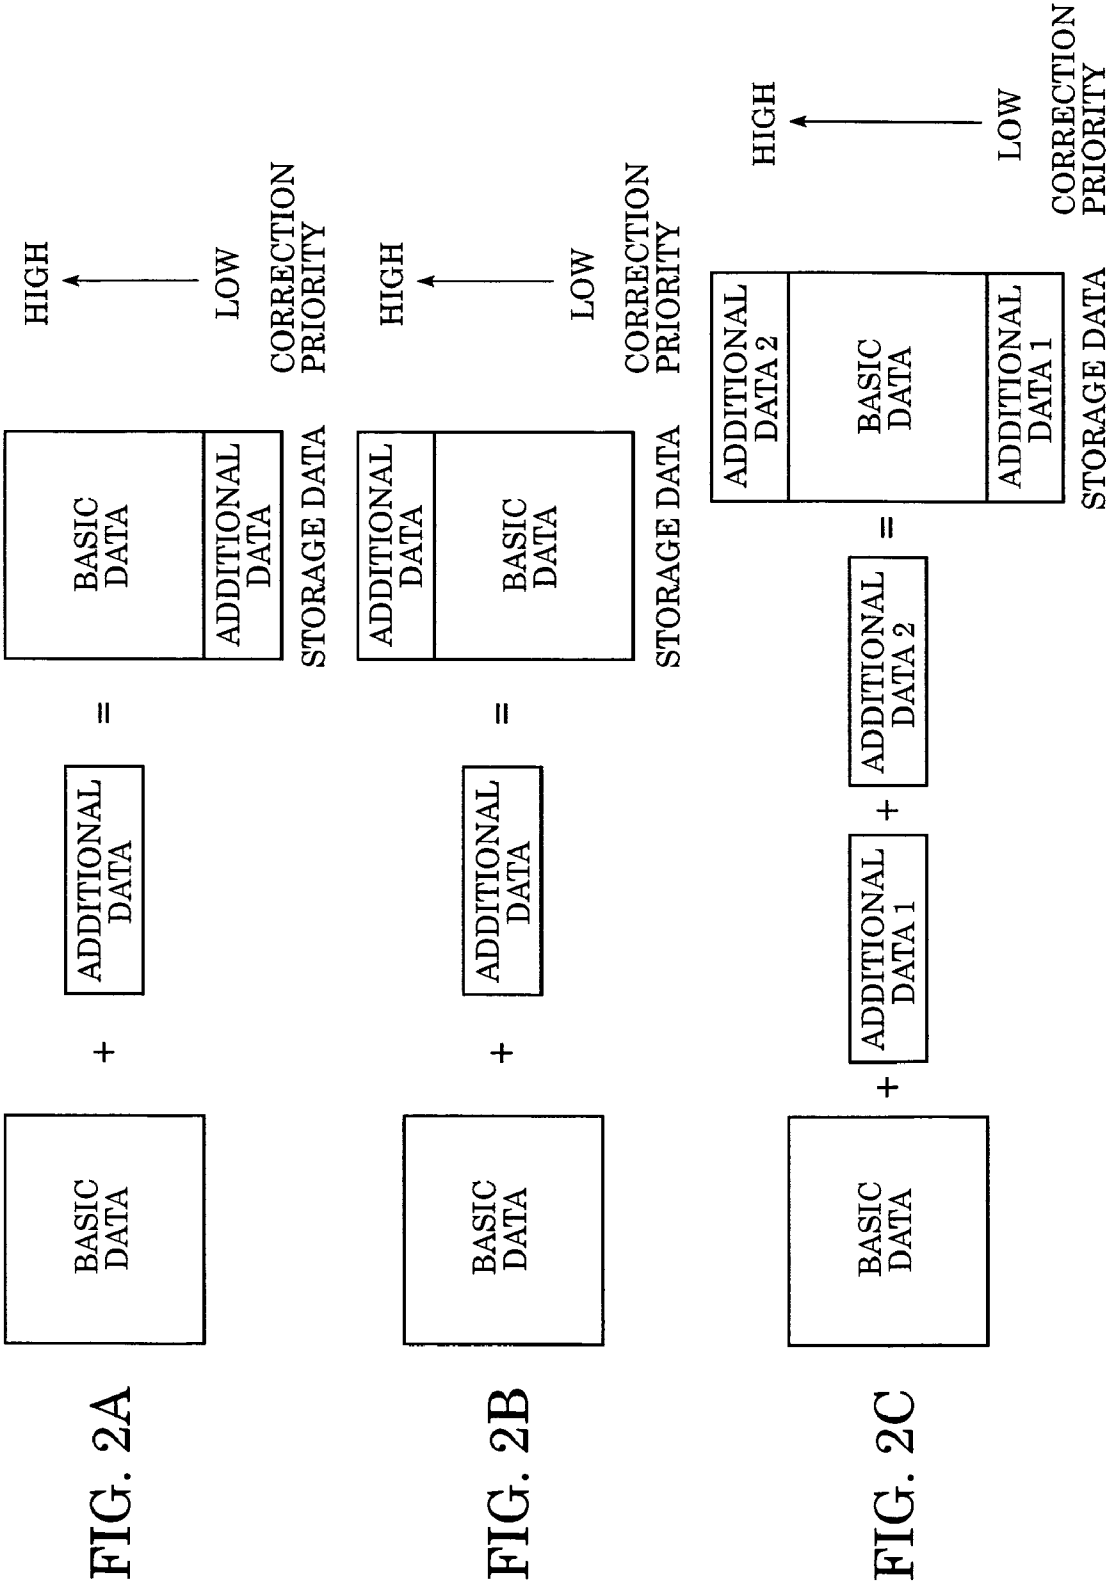 FIG. 2A
BASIC
DATA
+
ADDITIONAL
DATA
=
BASIC
DATA
ADDITIONAL
DATA
STORAGE DATA
HIGH
LOW
CORRECTION
PRIORITY
FIG. 2B
BASIC
DATA
+
ADDITIONAL
DATA
=
ADDITIONAL
DATA
BASIC
DATA
STORAGE DATA
HIGH
LOW
CORRECTION
PRIORITY
FIG. 2C
BASIC
DATA
+
ADDITIONAL
DATA 1
+
ADDITIONAL
DATA 2
=
ADDITIONAL
DATA 2
BASIC
DATA
ADDITIONAL
DATA 1
STORAGE DATA
HIGH
LOW
CORRECTION
PRIORITY